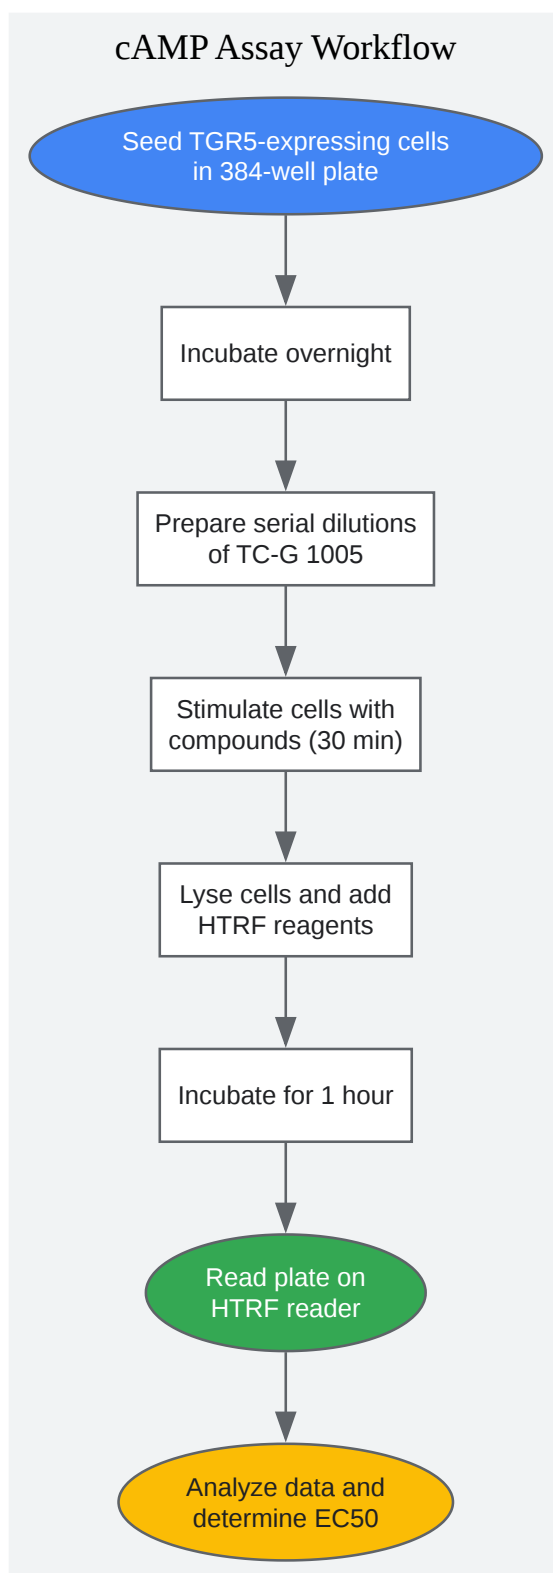 cAMP Assay Workflow
Seed TGR5-expressing cells
in 384-well plate
Incubate overnight
Prepare serial dilutions
of TC-G 1005
Stimulate cells with
compounds (30 min)
Lyse cells and add
HTRF reagents
Incubate for 1 hour
Read plate on
HTRF reader
Analyze data and
determine EC50